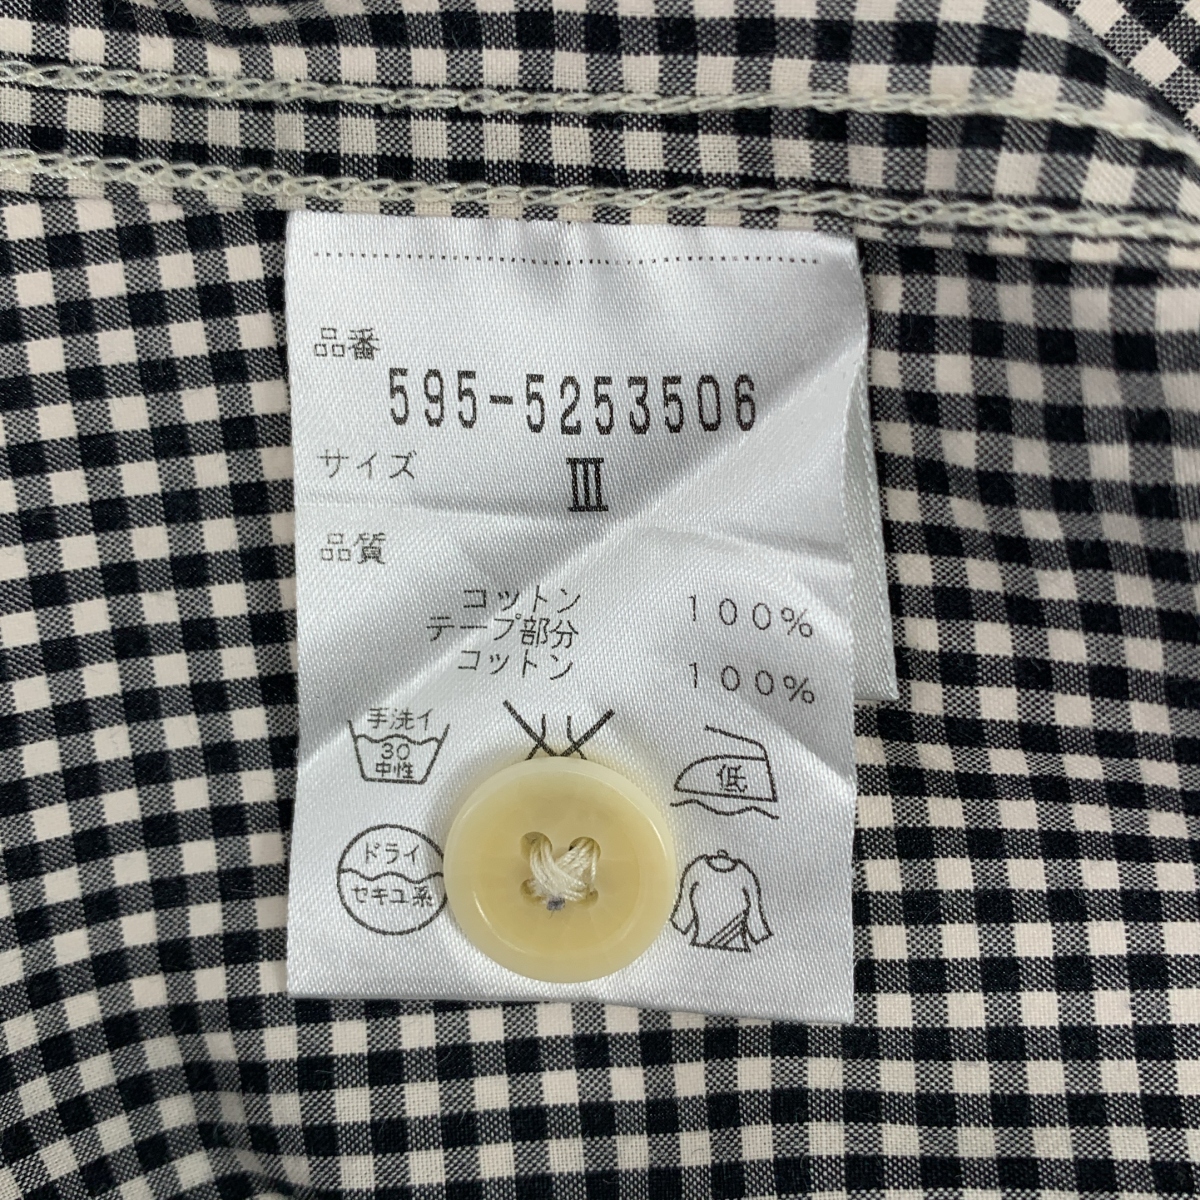 品番
595-5253506
サイズ
III
品質
コットン 100%
テープ部分
コットン 100%
手洗イ
30
中性
低
ドライ
セキユ系